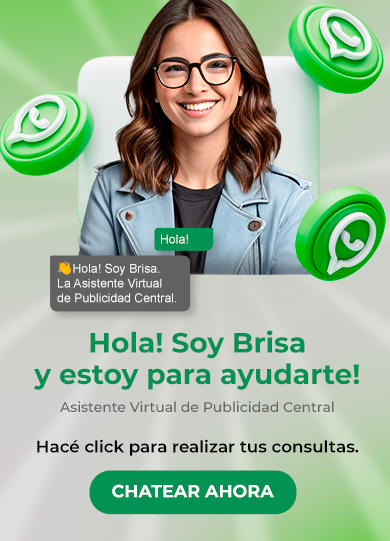 Hola!
👋Hola! Soy Brisa.
La Asistente Virtual
de Publicidad Central.
Hola! Soy Brisa
y estoy para ayudarte!
Asistente Virtual de Publicidad Central
Hacé click para realizar tus consultas.
CHATEAR AHORA